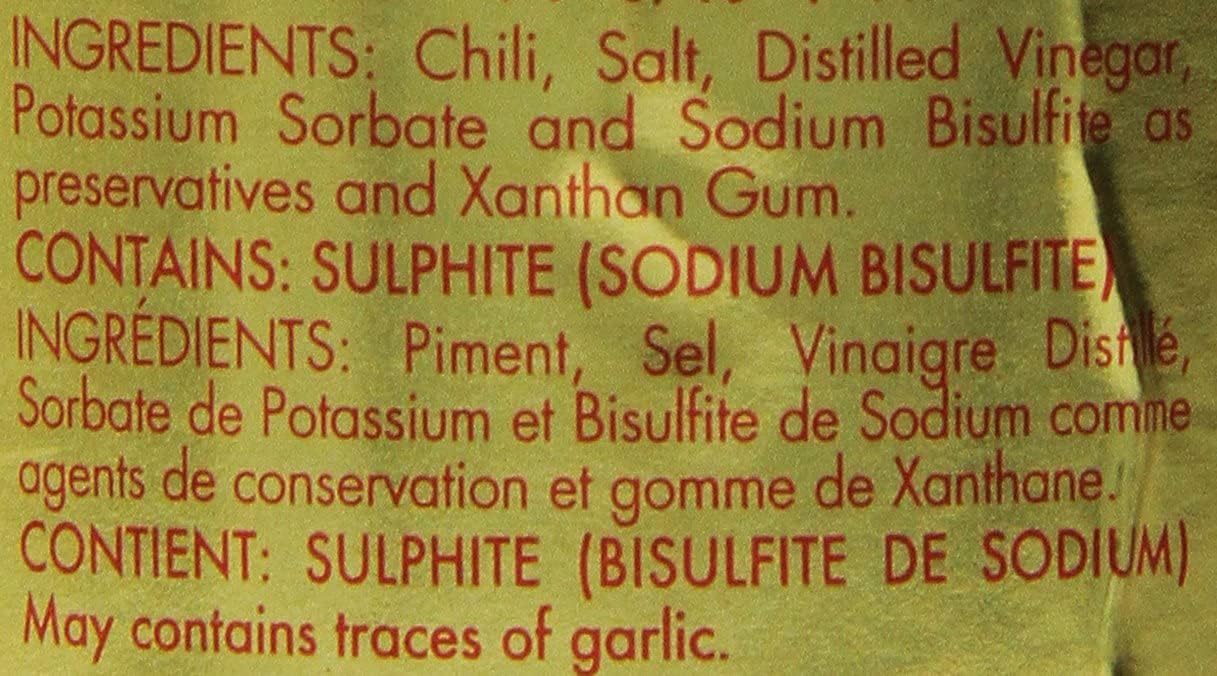 INGREDIENTS: Chili, Salt, Distilled Vinegar,
Potassium Sorbate and Sodium Bisulfite as
preservatives and Xanthan Gum.
CONTAINS: SULPHITE (SODIUM BISULFITE)
INGRÉDIENTS: Piment, Sel, Vinaigre Distillé,
Sorbate de Potassium et Bisulfite de Sodium comme
agents de conservation et gomme de Xanthane.
CONTIENT: SULPHITE (BISULFITE DE SODIUM)
May contains traces of garlic.